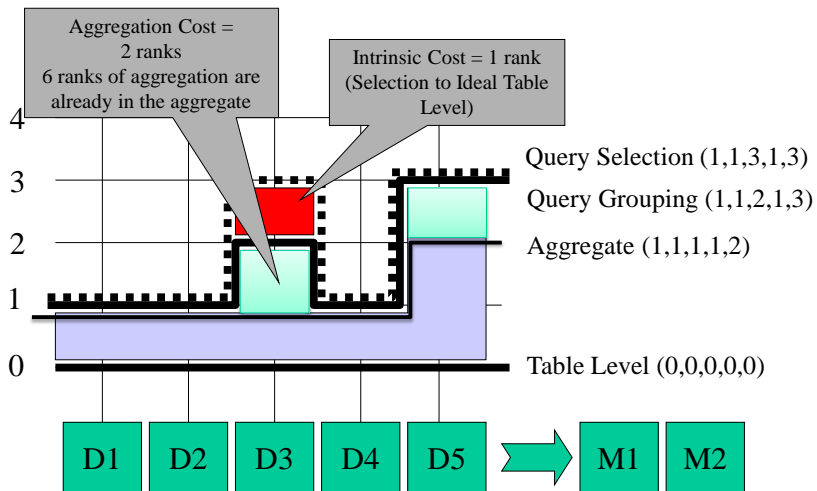 Aggregation Cost =
2 ranks
6 ranks of aggregation are
already in the aggregate
Intrinsic Cost = 1 rank
(Selection to Ideal Table
Level)
4
3
2
1
0
Query Selection (1,1,3,1,3)
Query Grouping (1,1,2,1,3)
Aggregate (1,1,1,1,2)
Table Level (0,0,0,0,0)
D1 D2 D3 D4 D5 M1 M2